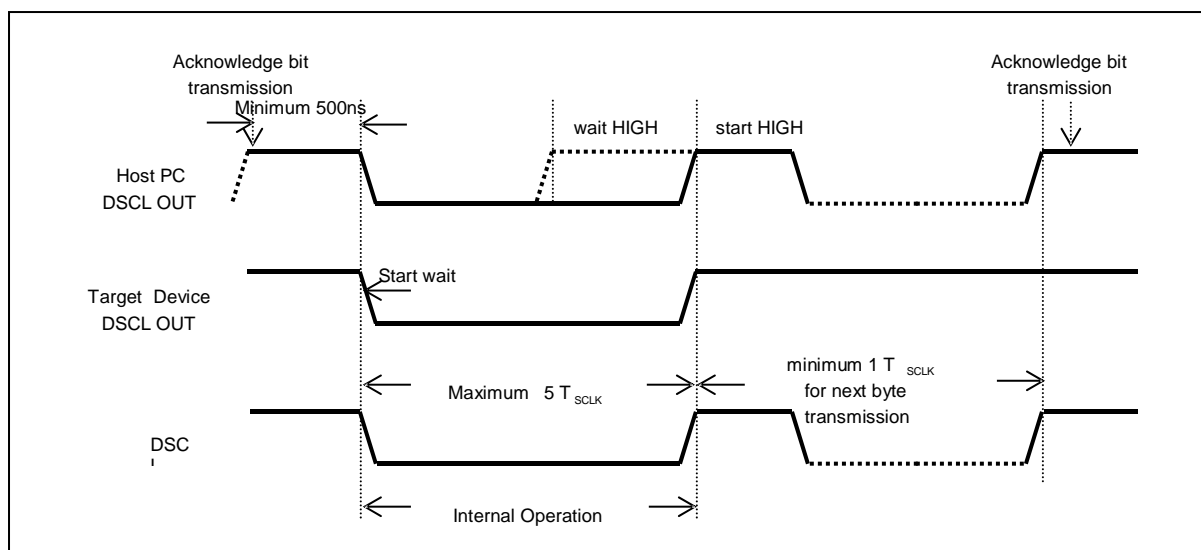 Acknowledge bit
transmission
Minimum 500ns
Acknowledge bit
transmission
wait HIGH
start HIGH
Host PC
DSCL OUT
Start wait
Target Device
DSCL OUT
Maximum 5 T SCLK
minimum 1 T SCLK
for next byte
transmission
DSC
Internal Operation